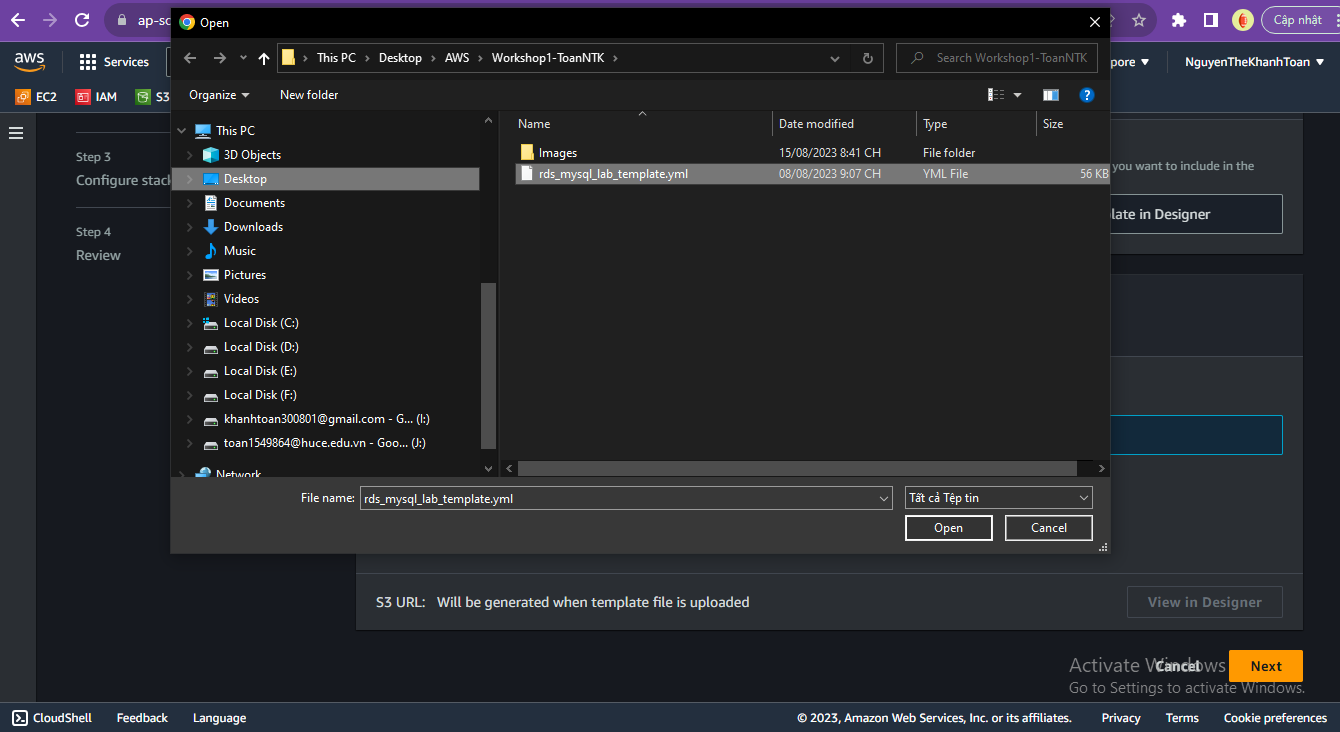 Open
ap-so
Cập nhật
This PC
Desktop
AWS
Workshop1-ToanNTK
Search Workshop1-ToanNTK
aws
Services
pore
NguyenTheKhanhToan
Organize
New folder
EC2
IAM
S3
Name
Date modified
Type
Size
This PC
3D Objects
Desktop
Documents
Downloads
Music
Pictures
Videos
Local Disk (C:)
Local Disk (D:)
Local Disk (E:)
Local Disk (F:)
khanhtoan300801@gmail.com - G... (I:)
toan1549864@huce.edu.vn - Goo... (J:)
Network
Images 15/08/2023 8:41 CH File folder
rds_mysql_lab_template.yml 08/08/2023 9:07 CH YML File 56 KB
Step 3
Configure stack
Step 4
Review
you want to include in the
late in Designer
File name: rds_mysql_lab_template.yml
Tất cả Tệp tin
Open
Cancel
S3 URL: Will be generated when template file is uploaded
View in Designer
Cancel
Next
Activate Windows
Go to Settings to activate Windows.
CloudShell
Feedback
Language
© 2023, Amazon Web Services, Inc. or its affiliates.
Privacy
Terms
Cookie preferences